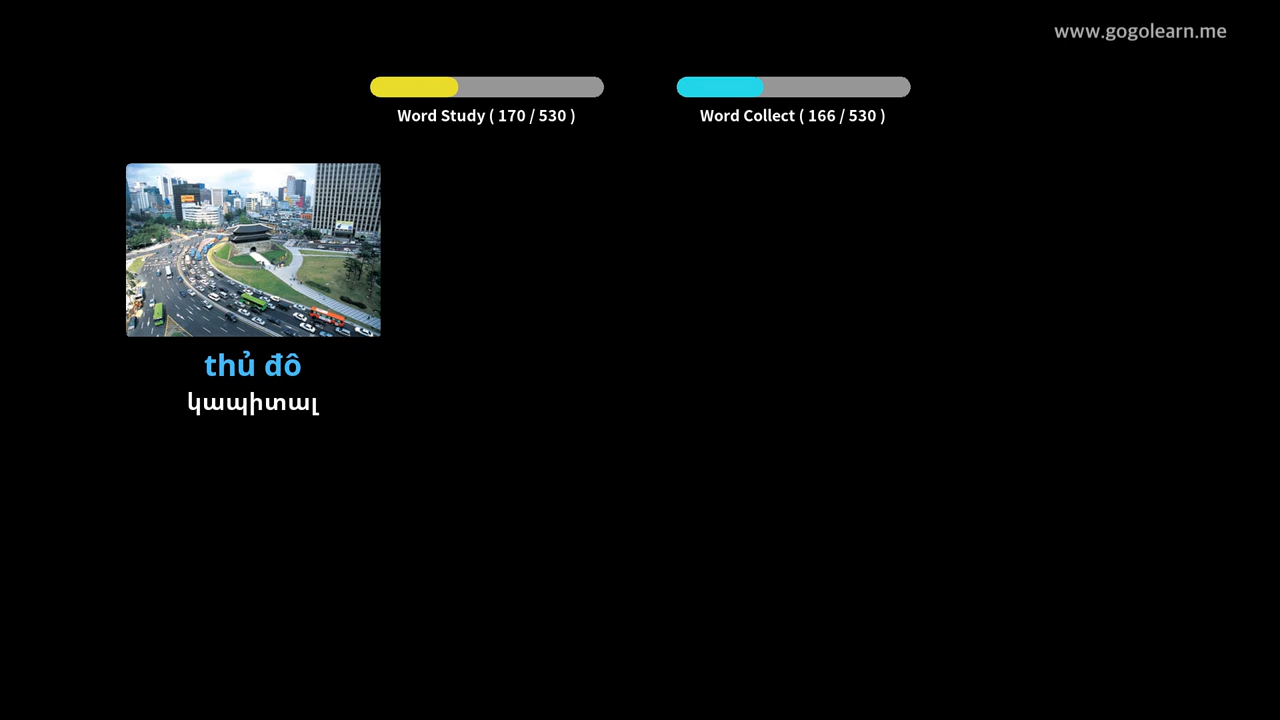 www.gogolearn.me
Word Study ( 170 / 530 )
Word Collect ( 166 / 530 )
thủ đô
կապիտալ